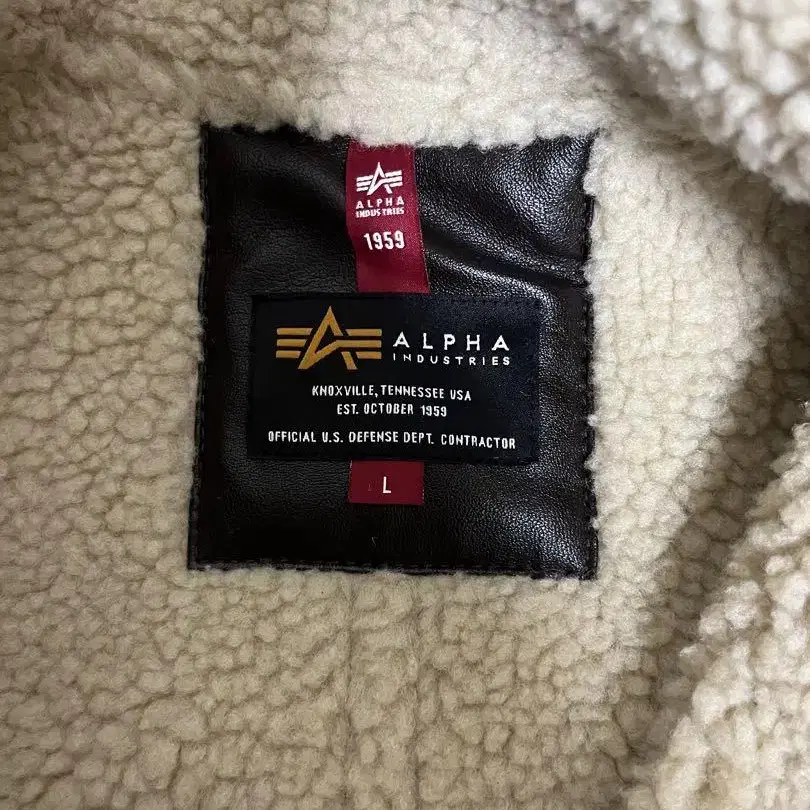 ALPHA
INDUSTRIES
1959
ALPHA
INDUSTRIES
KNOXVILLE, TENNESSEE USA
EST. OCTOBER 1959
OFFICIAL U.S. DEFENSE DEPT. CONTRACTOR
L